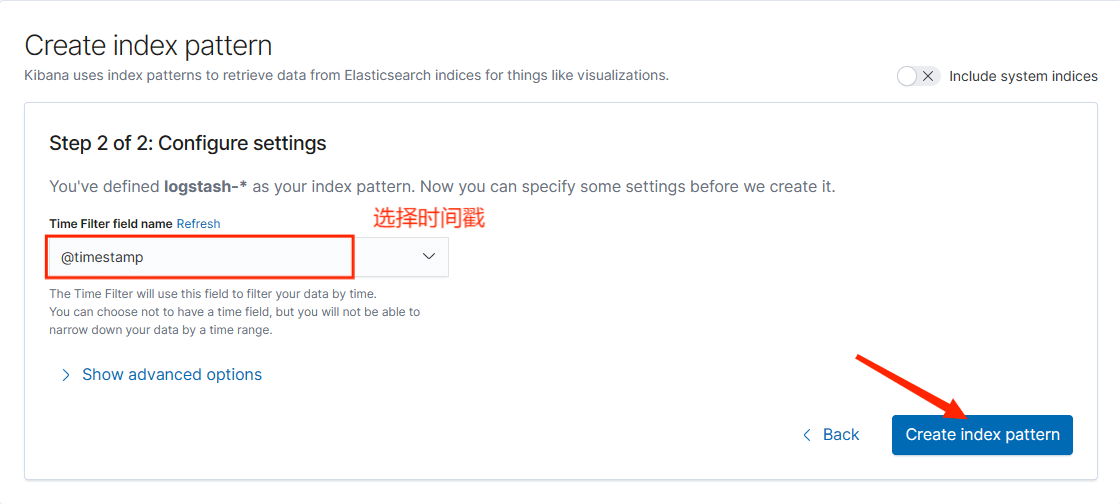 Create index pattern
Kibana uses index patterns to retrieve data from Elasticsearch indices for things like visualizations.
Include system indices
Step 2 of 2: Configure settings
You've defined logstash-* as your index pattern. Now you can specify some settings before we create it.
Time Filter field name Refresh
选择时间戳
@timestamp
The Time Filter will use this field to filter your data by time.
You can choose not to have a time field, but you will not be able to
narrow down your data by a time range.
Show advanced options
Back
Create index pattern